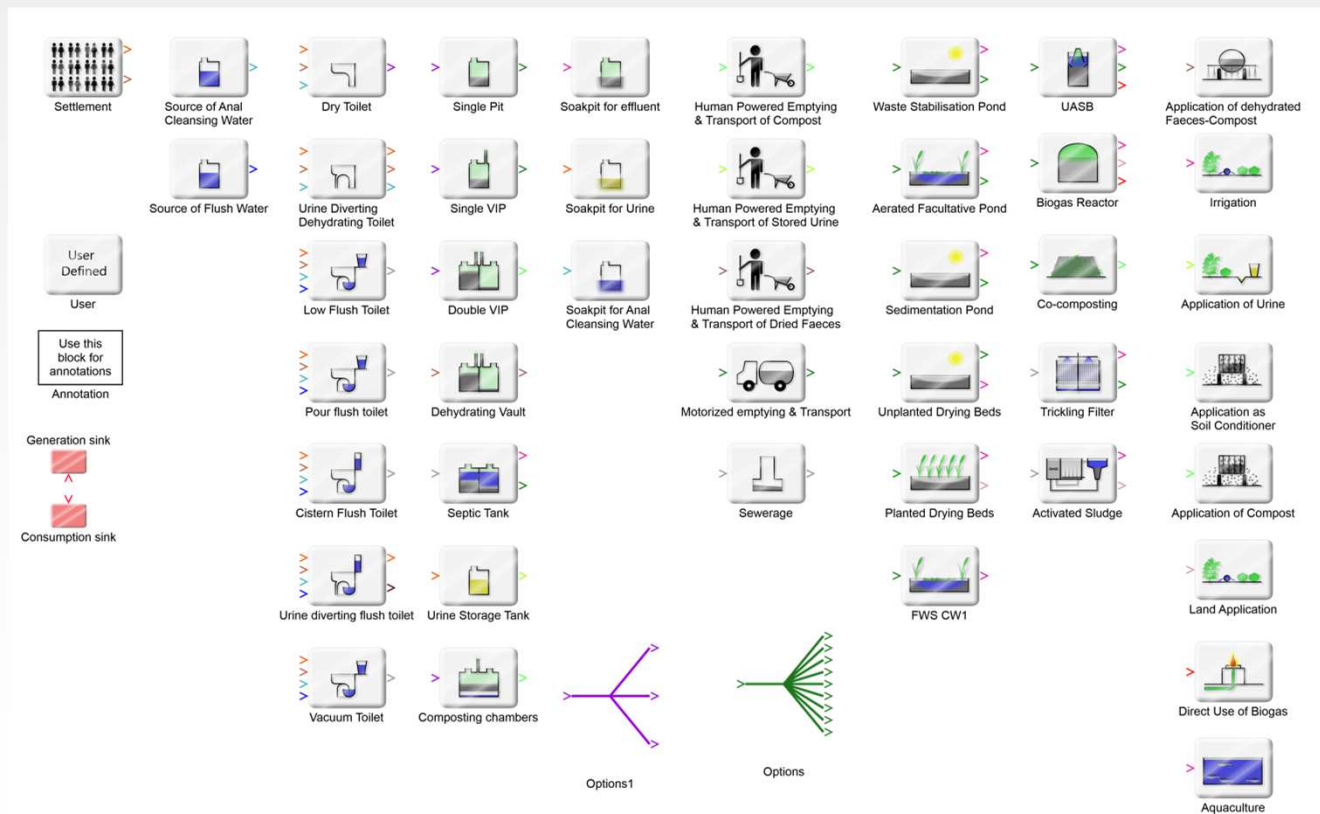 Settlement
Source of Anal
Cleansing Water
Dry Toilet
Single Pit
Soakpit for effluent
Human Powered Emptying
& Transport of Compost
Waste Stabilisation Pond
UASB
Application of dehydrated
Faeces-Compost
Source of Flush Water
Urine Diverting
Dehydrating Toilet
Single VIP
Soakpit for Urine
Human Powered Emptying
& Transport of Stored Urine
Aerated Facultative Pond
Biogas Reactor
Irrigation
User
Defined
User
Low Flush Toilet
Double VIP
Soakpit for Anal
Cleansing Water
Human Powered Emptying
& Transport of Dried Faeces
Sedimentation Pond
Co-composting
Application of Urine
Use this
block for
annotations
Annotation
Pour flush toilet
Dehydrating Vault
Motorized emptying & Transport
Unplanted Drying Beds
Trickling Filter
Application as
Soil Conditioner
Generation sink
Consumption sink
Cistern Flush Toilet
Septic Tank
Sewerage
Planted Drying Beds
Activated Sludge
Application of Compost
Urine diverting flush toilet
Urine Storage Tank
FWS CW1
Land Application
Vacuum Toilet
Composting chambers
Options1
Options
Direct Use of Biogas
Aquaculture